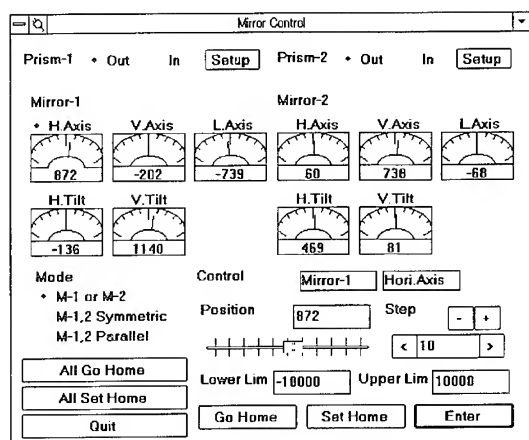 Mirror Control
Prism-1 Out In Setup Prism-2 Out In Setup
Mirror-1 Mirror-2
H.Axis V.Axis L.Axis H.Axis V.Axis L.Axis
872 -202 -739 60 738 -68
H.Tilt V.Tilt H.Tilt V.Tilt
-136 1140 469 81
Mode Control Mirror-1 Hori.Axis
M-1 or M-2
M-1,2 Symmetric
M-1,2 Parallel
Position 872 Step - +
< 10 >
All Go Home
Lower Lim -10000 Upper Lim 10000
All Set Home
Quit
Go Home Set Home Enter